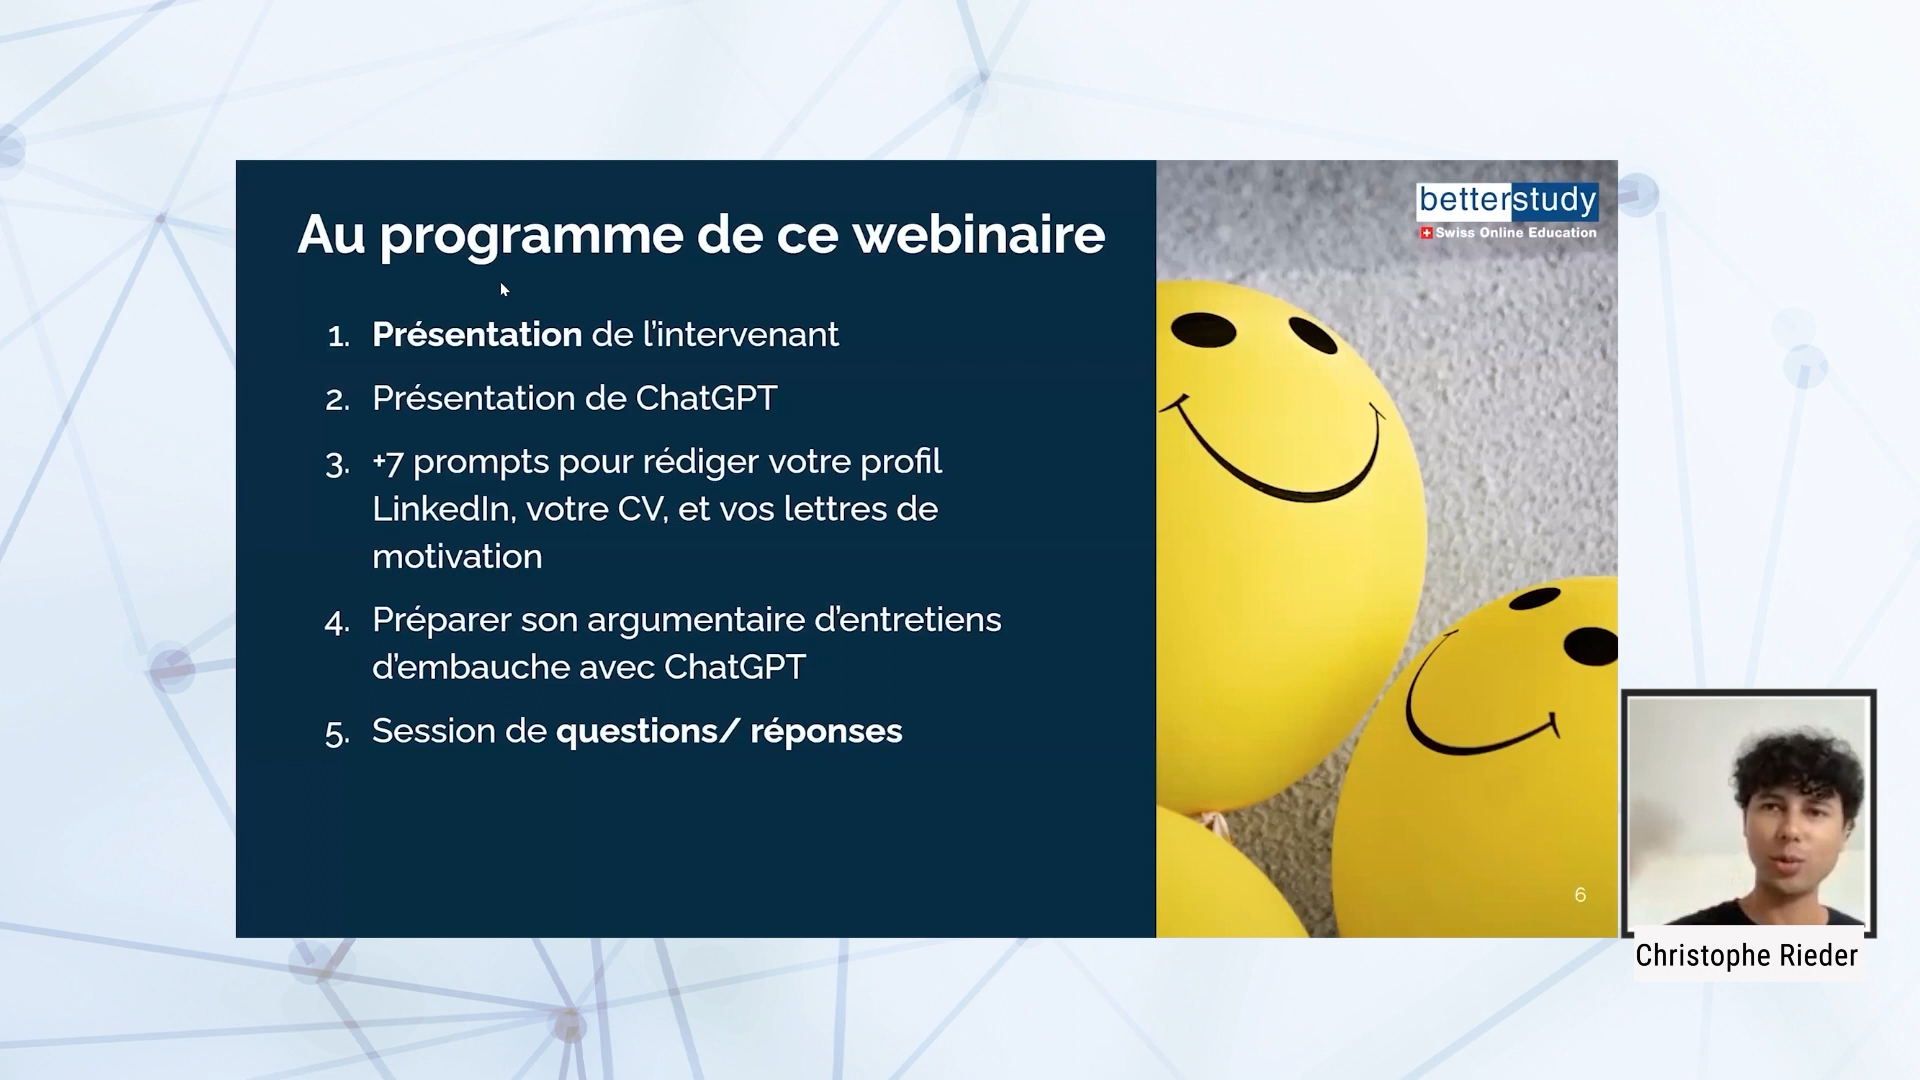 Au programme de ce webinaire
1. Présentation de l'intervenant
2. Présentation de ChatGPT
3. +7 prompts pour rédiger votre profil
LinkedIn, votre CV, et vos lettres de
motivation
4. Préparer son argumentaire d'entretiens
d'embauche avec ChatGPT
5. Session de questions/ réponses
betterstudy
Swiss Online Education
6
Christophe Rieder